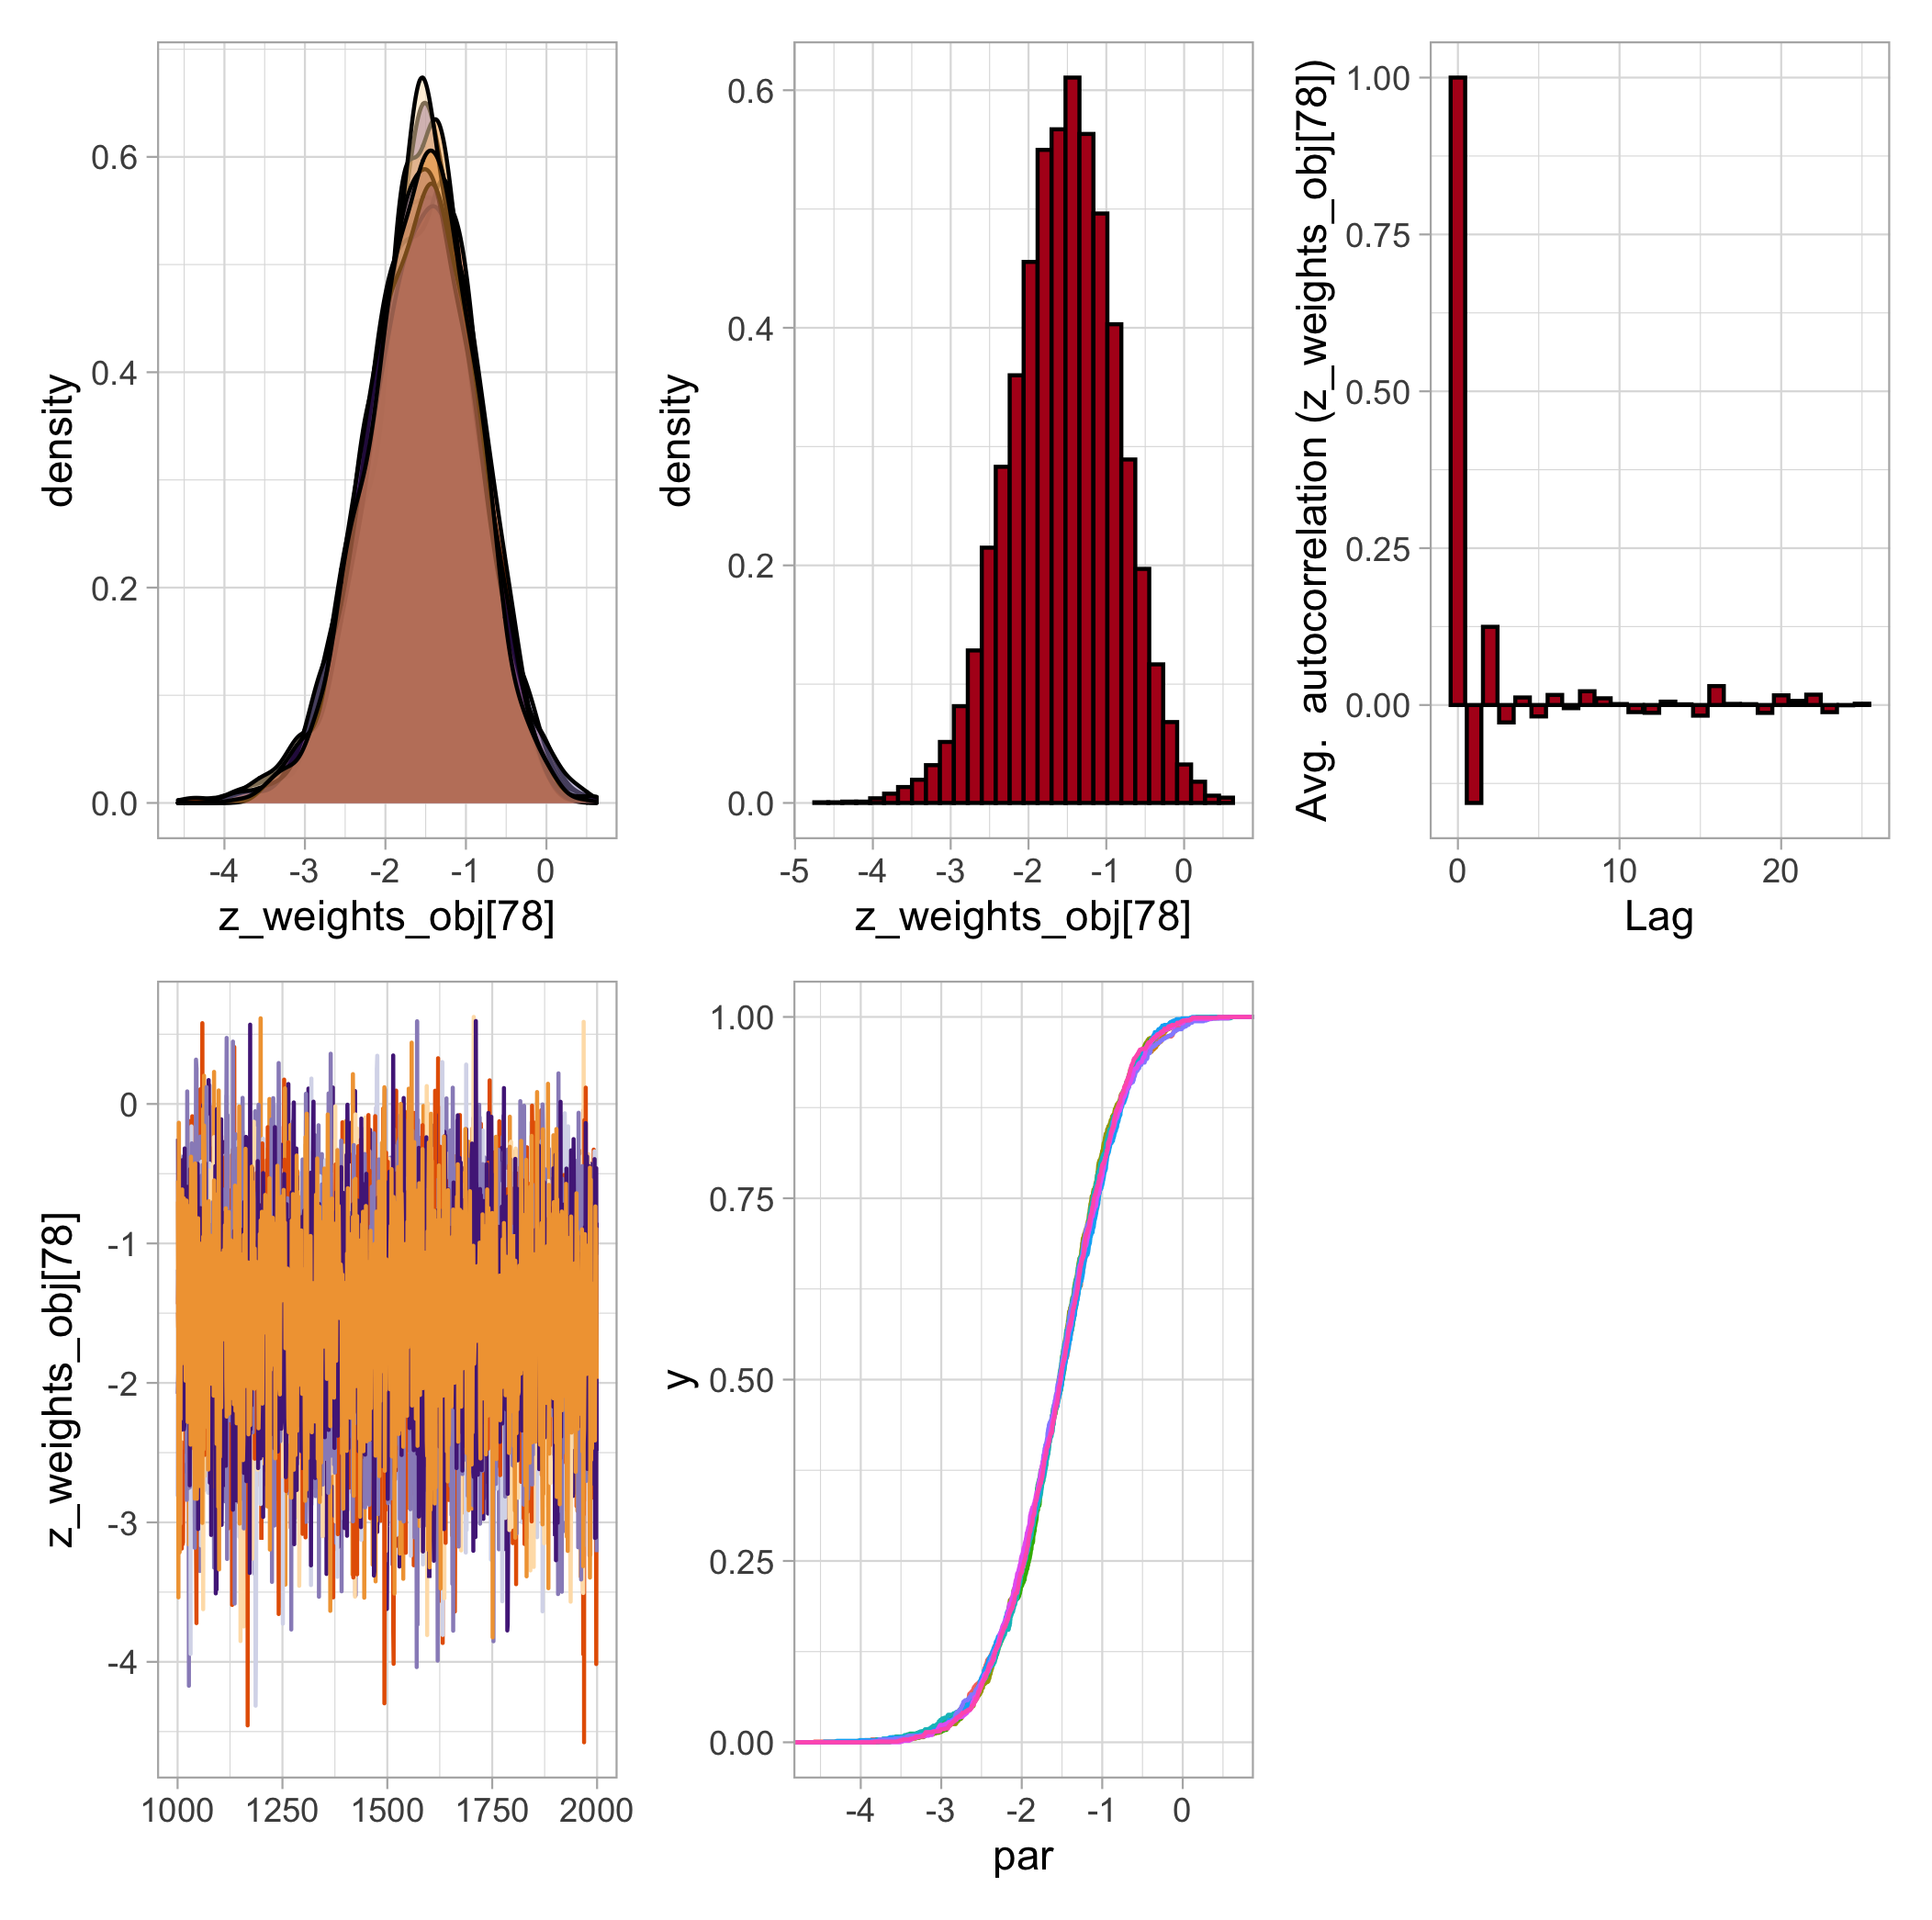 density
0.6
0.4
0.2
0.0
-4 -3 -2 -1 0
z_weights_obj[78]
density
0.6
0.4
0.2
0.0
-5 -4 -3 -2 -1 0
z_weights_obj[78]
Avg. autocorrelation (z_weights_obj[78])
1.00
0.75
0.50
0.25
0.00
0 10 20
Lag
z_weights_obj[78]
0
-1
-2
-3
-4
1000 1250 1500 1750 2000
y
1.00
0.75
0.50
0.25
0.00
-4 -3 -2 -1 0
par